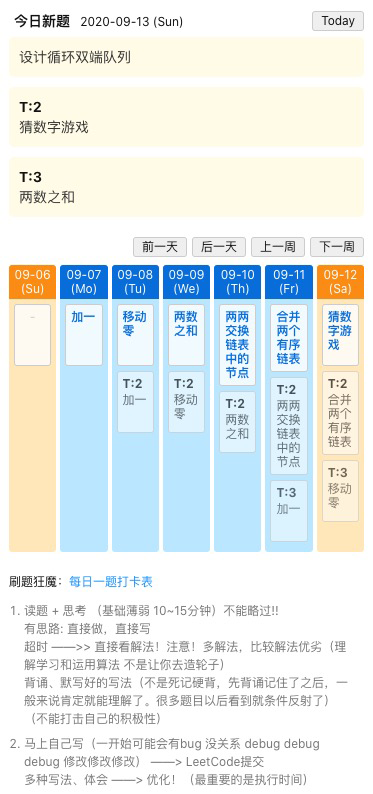 今日新题 2020-09-13 (Sun) Today
设计循环双端队列
T:2
猜数字游戏
T:3
两数之和
前一天 后一天 上一周 下一周
09-06
(Su)
–
09-07
(Mo)
加一
09-08
(Tu)
移动
零
T:2
加一
09-09
(We)
两数
之和
T:2
移动
零
09-10
(Th)
两两
交换
链表
中的
节点
T:2
两数
之和
09-11
(Fr)
合并
两个
有序
链表
T:2
两两
交换
链表
中的
节点
T:3
加一
09-12
(Sa)
猜数
字游
戏
T:2
合并
两个
有序
链表
T:3
移动
零
刷题狂魔：每日一题打卡表
1. 读题 + 思考 （基础薄弱 10~15分钟）不能略过!!
有思路: 直接做，直接写
超时 ——>> 直接看解法！注意！多解法，比较解法优劣（理
解学习和运用算法 不是让你去造轮子）
背诵、默写好的写法（不是死记硬背，先背诵记住了之后，一
般来说肯定就能理解了。很多题目以后看到就条件反射了）
（不能打击自己的积极性）
2. 马上自己写（一开始可能会有bug 没关系 debug debug
debug 修改修改修改） ——> LeetCode提交
多种写法、体会 ——> 优化！（最重要的是执行时间）